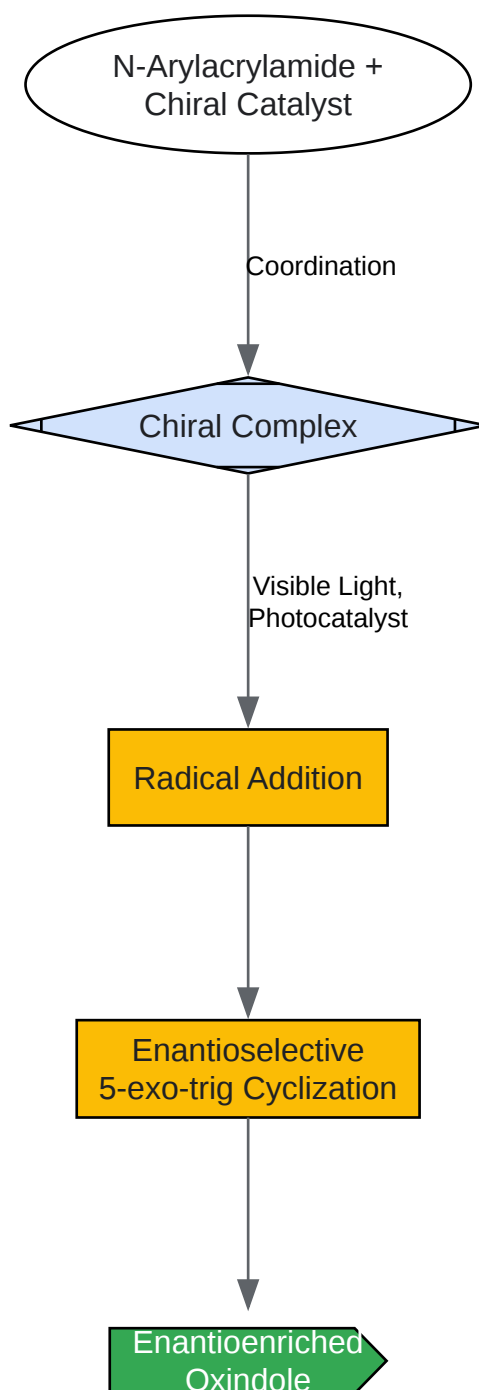 N-Arylacrylamide +
Chiral Catalyst
Coordination
Chiral Complex
Visible Light,
Photocatalyst
Radical Addition
Enantioselective
5-exo-trig Cyclization
Enantioenriched
Oxindole